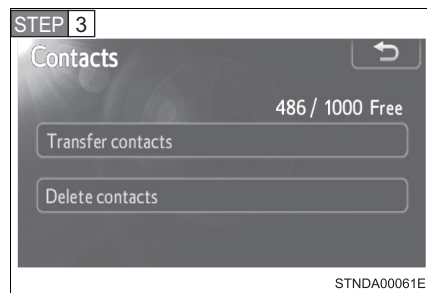 STEP 3
Contacts
486 / 1000 Free
Transfer contacts
Delete contacts
STNDA00061E